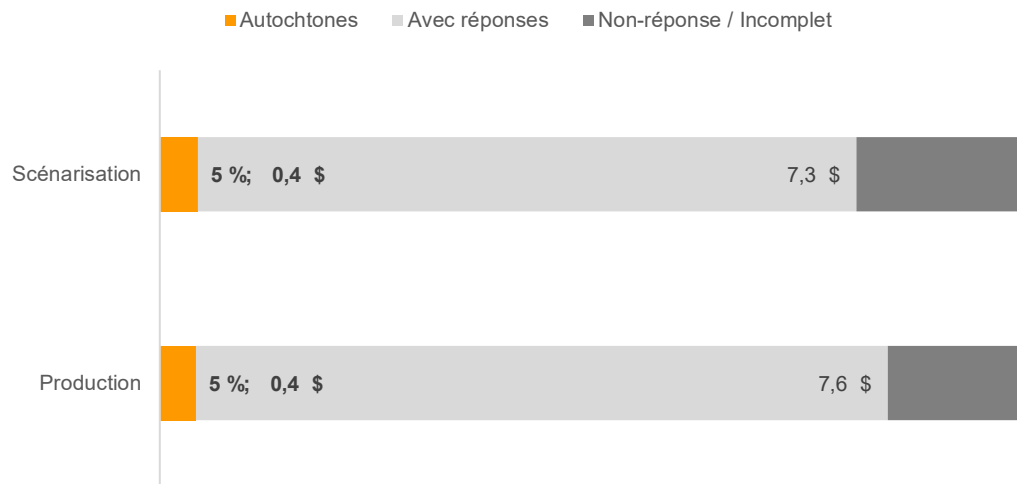 Autochtones Avec réponses Non-réponse / Incomplet
Scénarisation 5 %; 0,4 $ 7,3 $
Production 5 %; 0,4 $ 7,6 $